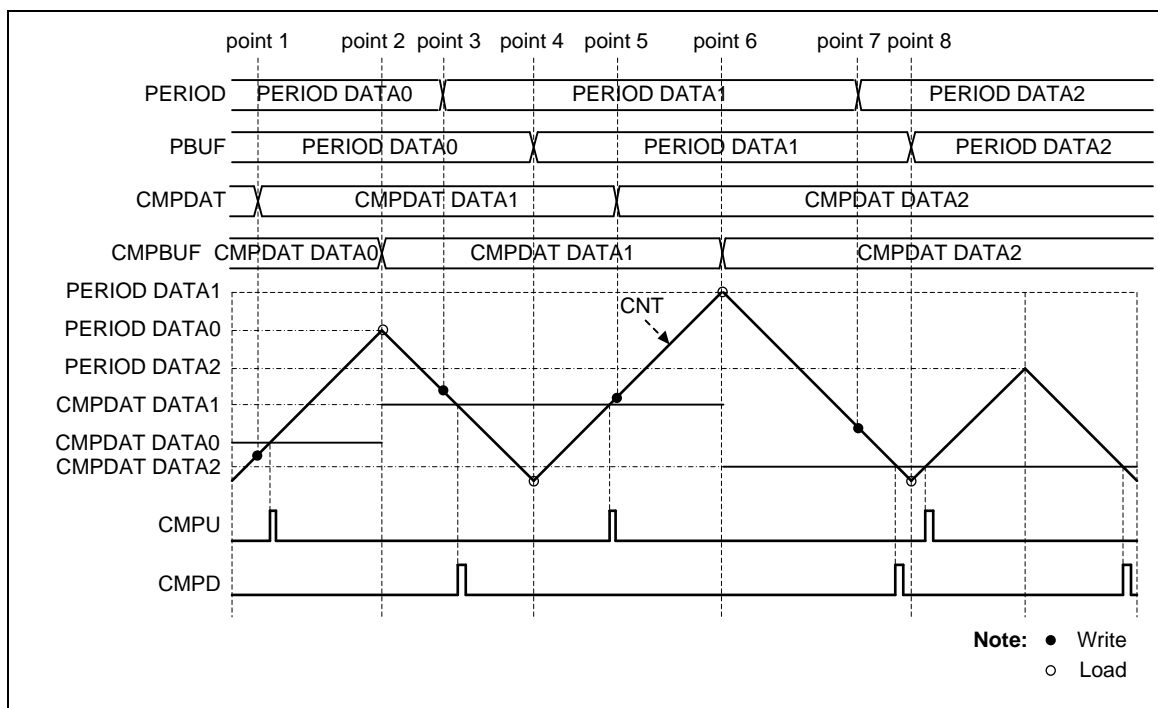 point 1 point 2 point 3 point 4 point 5 point 6 point 7 point 8
PERIOD PERIOD DATA0 PERIOD DATA1 PERIOD DATA2
PBUF PERIOD DATA0 PERIOD DATA1 PERIOD DATA2
CMPDAT CMPDAT DATA1 CMPDAT DATA2
CMPBUF CMPDAT DATA0 CMPDAT DATA1 CMPDAT DATA2
PERIOD DATA1
CNT
PERIOD DATA0
PERIOD DATA2
CMPDAT DATA1
CMPDAT DATA0
CMPDAT DATA2
CMPU
CMPD
Note: ● Write
○ Load